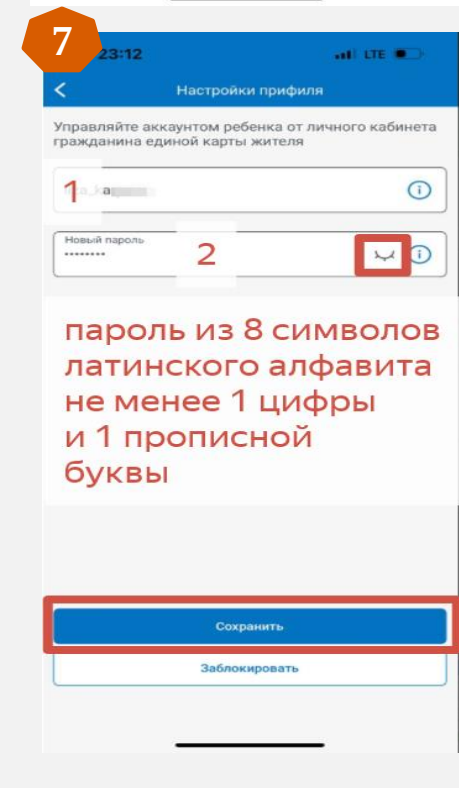 7
23:12
LTE
Настройки прифиля
Управляйте аккаунтом ребенка от личного кабинета
гражданина единой карты жителя
1
Новый пароль
••••••••
2
пароль из 8 символов
латинского алфавита
не менее 1 цифры
и 1 прописной
буквы
Сохранить
Заблокировать